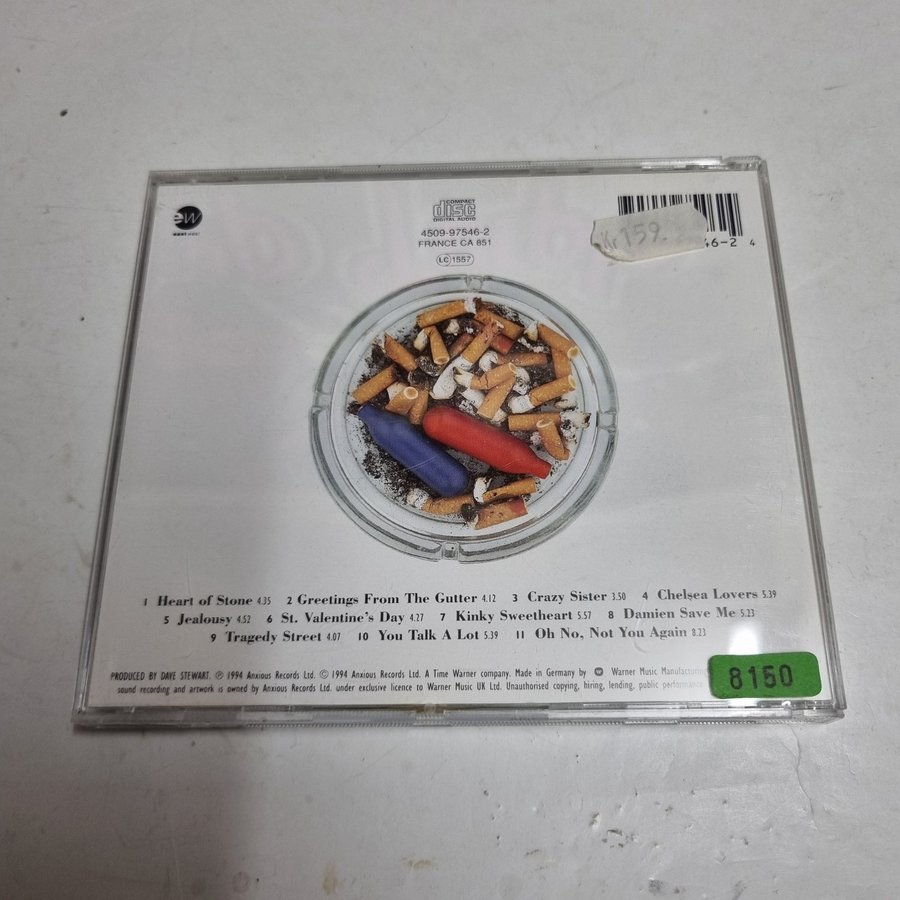 ew
east west
COMPACT
disc
DIGITAL AUDIO
4509-97546-2
FRANCE CA 851
LC 1557
Kr 159.
46-2 4
1 Heart of Stone 4.35 2 Greetings From The Gutter 4.12 3 Crazy Sister 3.50 4 Chelsea Lovers 5.39
5 Jealousy 4.52 6 St. Valentine's Day 4.27 7 Kinky Sweetheart 5.57 8 Damien Save Me 5.23
9 Tragedy Street 4.07 10 You Talk A Lot 5.39 11 Oh No, Not You Again 8.23
PRODUCED BY DAVE STEWART. ℗ 1994 Anxious Records Ltd. © 1994 Anxious Records Ltd. A Time Warner company. Made in Germany by Warner Music Manufacturing
sound recording and artwork is owned by Anxious Records Ltd. under exclusive licence to Warner Music UK Ltd. Unauthorised copying, hiring, lending, public performance
8150